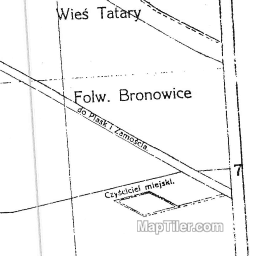 Wieś Tatary
Folw. Bronowice
do Piask i Zamościa
7
Czyściciel miejski.
MapTiler.com